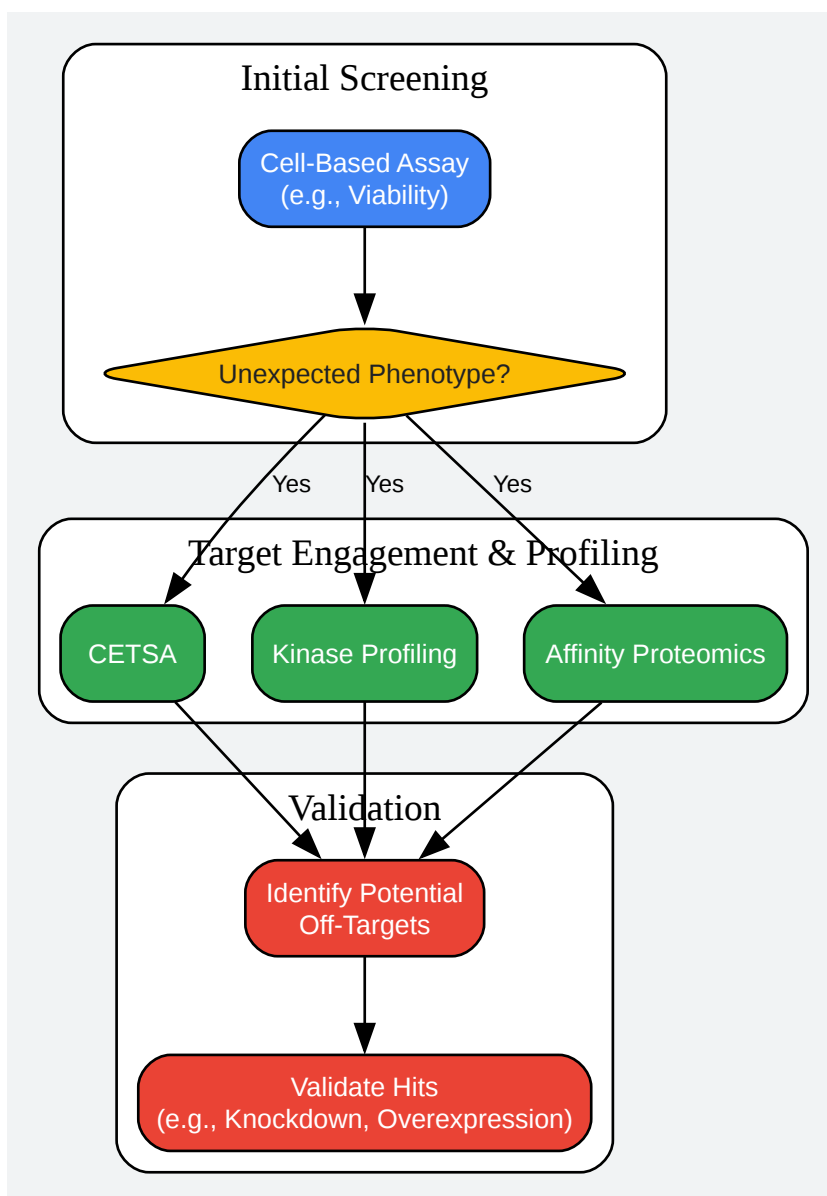 Initial Screening
Cell-Based Assay
(e.g., Viability)
Unexpected Phenotype?
Yes
Yes
Yes
Target Engagement & Profiling
CETSA
Kinase Profiling
Affinity Proteomics
Validation
Identify Potential
Off-Targets
Validate Hits
(e.g., Knockdown, Overexpression)